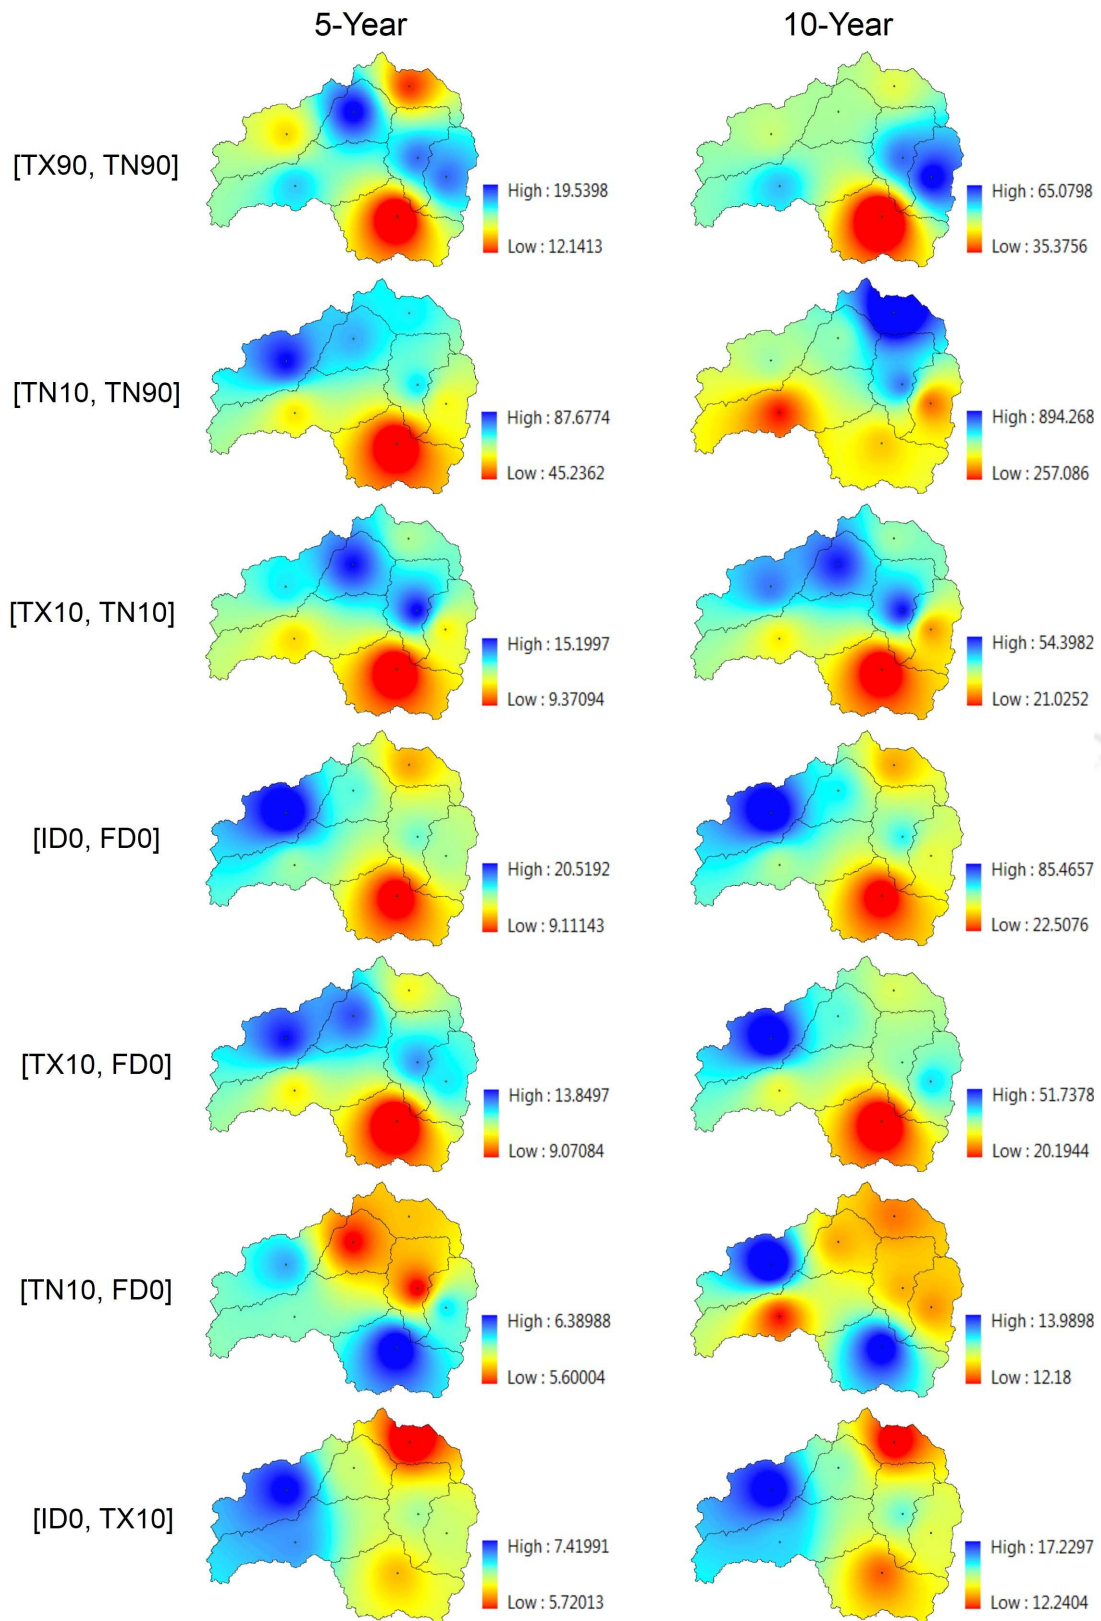 5-Year 10-Year
[TX90, TN90]
High : 19.5398
Low : 12.1413
High : 65.0798
Low : 35.3756
[TN10, TN90]
High : 87.6774
Low : 45.2362
High : 894.268
Low : 257.086
[TX10, TN10]
High : 15.1997
Low : 9.37094
High : 54.3982
Low : 21.0252
[ID0, FD0]
High : 20.5192
Low : 9.11143
High : 85.4657
Low : 22.5076
[TX10, FD0]
High : 13.8497
Low : 9.07084
High : 51.7378
Low : 20.1944
[TN10, FD0]
High : 6.38988
Low : 5.60004
High : 13.9898
Low : 12.18
[ID0, TX10]
High : 7.41991
Low : 5.72013
High : 17.2297
Low : 12.2404